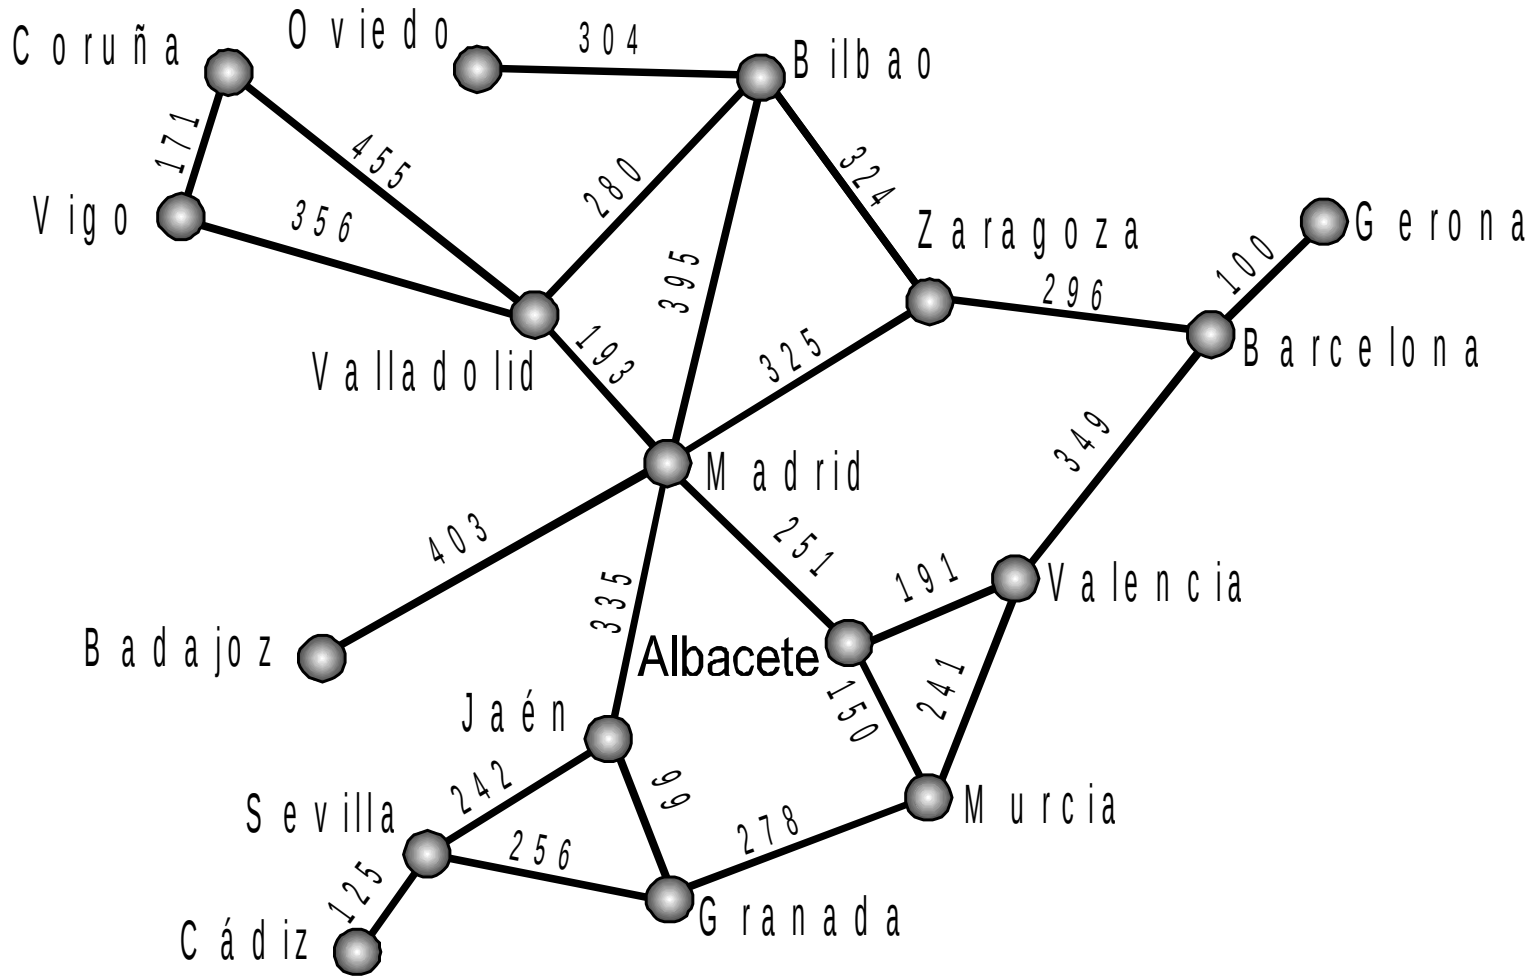 Oviedo
304
Coruña
Bilbao
171
455
280
324
Vigo
356
Zaragoza
Gerona
395
100
296
193
325
Barcelona
Valladolid
349
Madrid
403
251
191
Valencia
335
Badajoz
Albacete
150
241
Jaén
242
99
Sevilla
Murcia
256
278
125
Granada
Cádiz